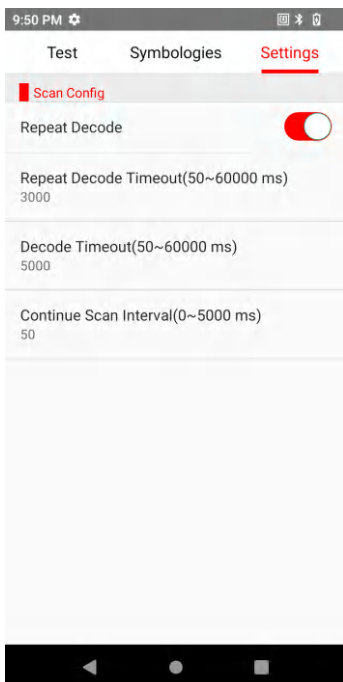 9:50 PM
Test Symbologies Settings
Scan Config
Repeat Decode
Repeat Decode Timeout(50~60000 ms)
3000
Decode Timeout(50~60000 ms)
5000
Continue Scan Interval(0~5000 ms)
50